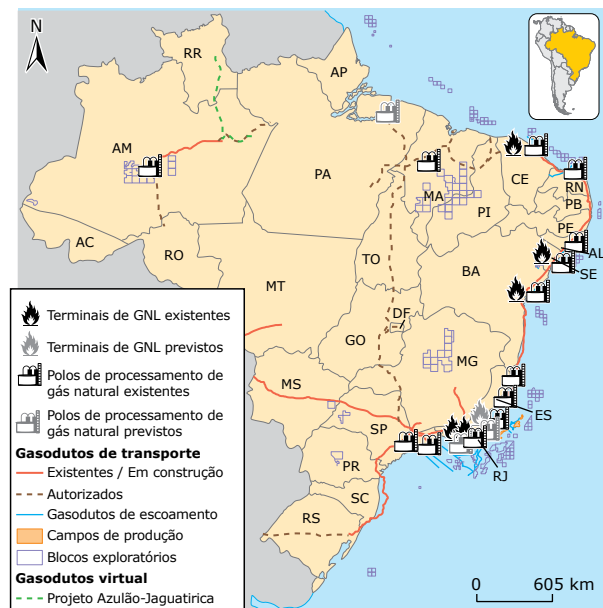 N
RR
AP
AM
PA
MA
CE
RN
PB
PI
PE
AL
SE
AC
RO
TO
BA
MT
DF
GO
MG
MS
ES
SP
RJ
PR
SC
RS
Terminais de GNL existentes
Terminais de GNL previstos
Polos de processamento de
gás natural existentes
Polos de processamento de
gás natural previstos
Gasodutos de transporte
Existentes / Em construção
Autorizados
Gasodutos de escoamento
Campos de produção
Blocos exploratórios
Gasodutos virtual
Projeto Azulão-Jaguatirica
0 605 km